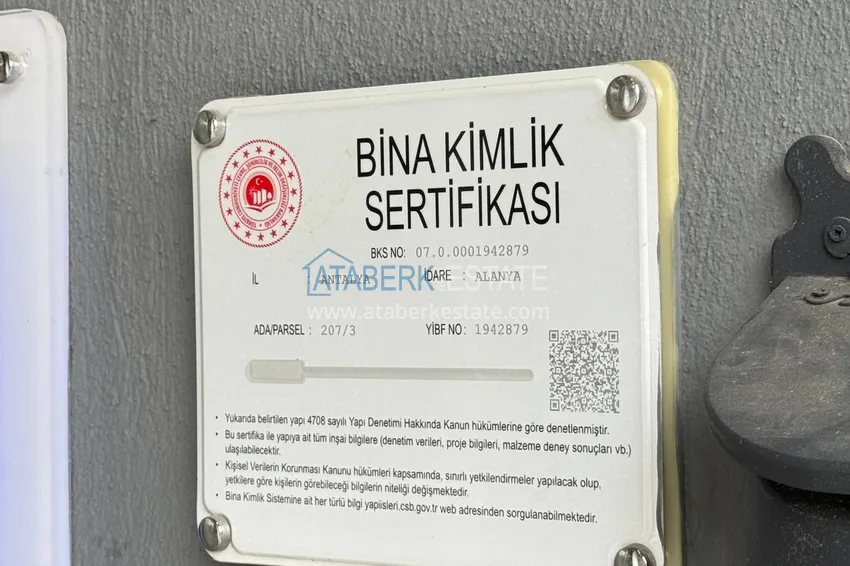 BİNA KİMLİK
SERTİFİKASI
BKS NO: 07.0.0001942879
İL : ANTALYA İDARE : ALANYA
ATABERK ESTATE
www.ataberkestate.com
ADA/PARSEL : 207/3 YİBF NO: 1942879
• Yukarıda belirtilen yapı 4708 sayılı Yapı Denetimi Hakkında Kanun hükümlerine göre denetlenmiştir.
• Bu sertifika ile yapıya ait tüm inşai bilgilere (denetim verileri, proje bilgileri, malzeme deney sonuçları vb.)
ulaşılabilecektir.
• Kişisel Verilerin Korunması Kanunu hükümleri kapsamında, sınırlı yetkilendirmeler yapılacak olup,
yetkilere göre kişilerin görebileceği bilgilerin niteliği değişmektedir.
• Bina Kimlik Sistemine ait her türlü bilgi yapiisleri.csb.gov.tr web adresinden sorgulanabilmektedir.